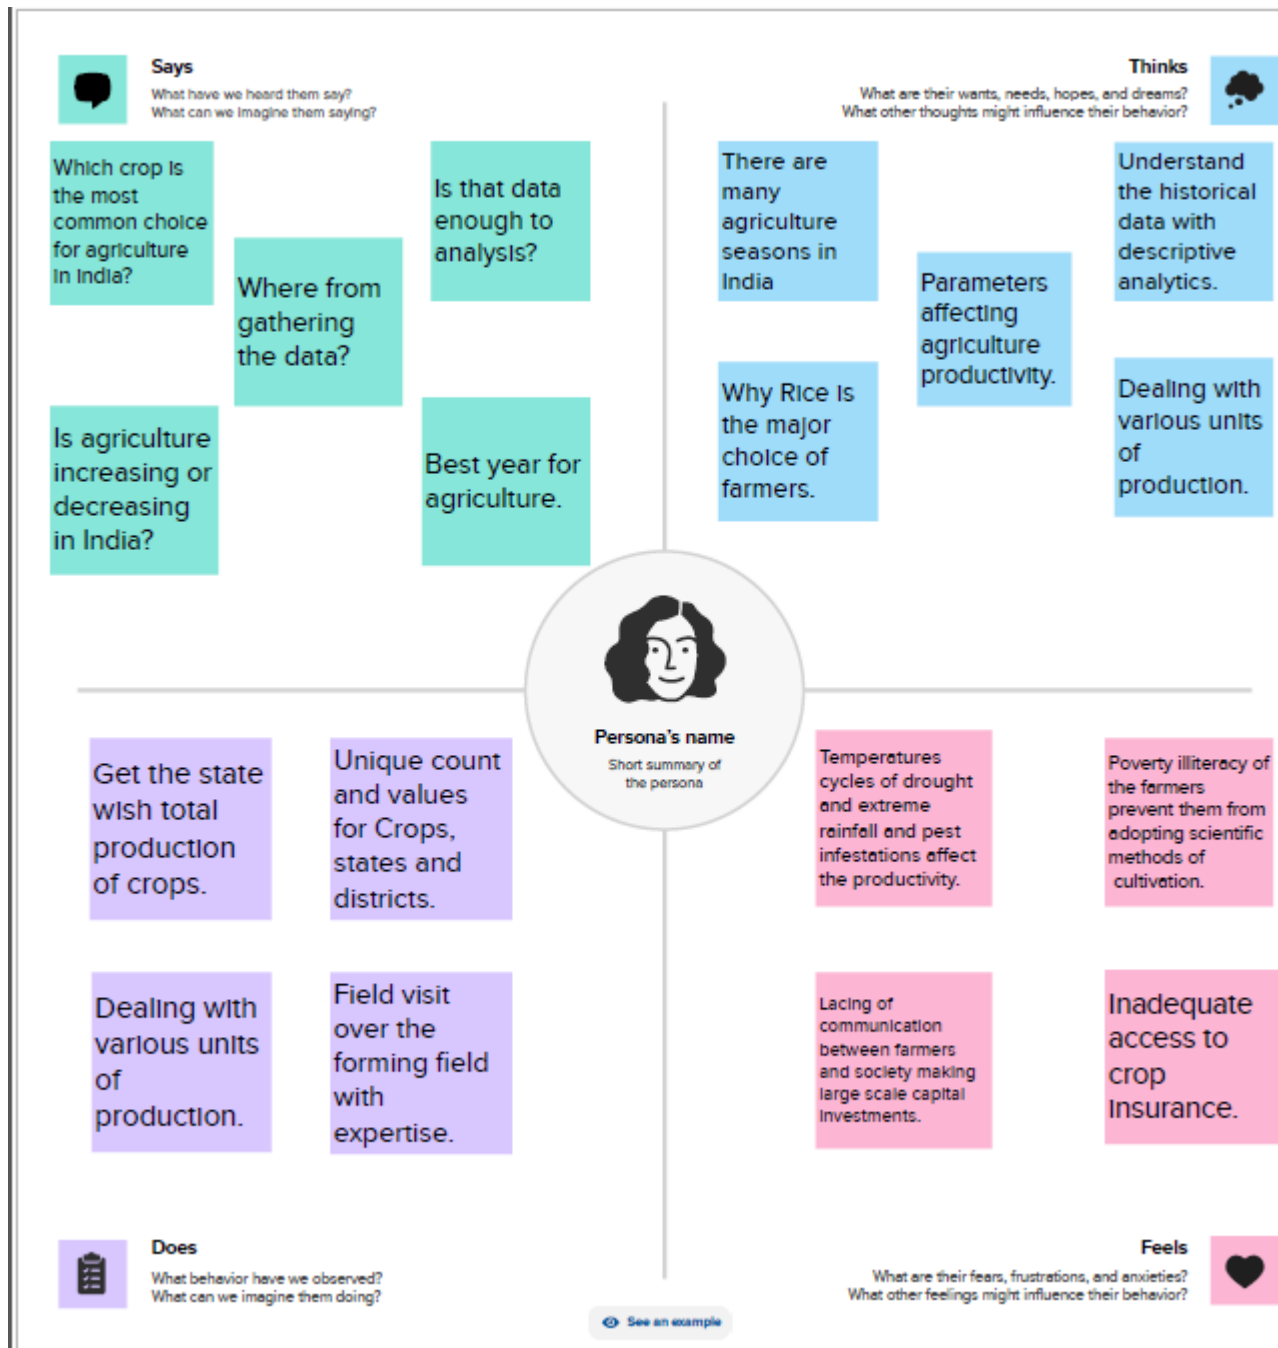 Says
What have we heard them say?
What can we imagine them saying?
Which crop is
the most
common choice
for agriculture
in India?
Where from
gathering
the data?
Is that data
enough to
analysis?
Is agriculture
increasing or
decreasing
in India?
Best year for
agriculture.
Thinks
What are their wants, needs, hopes, and dreams?
What other thoughts might influence their behavior?
There are
many
agriculture
seasons in
India
Parameters
affecting
agriculture
productivity.
Understand
the historical
data with
descriptive
analytics.
Why Rice is
the major
choice of
farmers.
Dealing with
various units
of
production.
Persona's name
Short summary of
the persona
Get the state
wish total
production
of crops.
Unique count
and values
for Crops,
states and
districts.
Dealing with
various units
of
production.
Field visit
over the
forming field
with
expertise.
Does
What behavior have we observed?
What can we imagine them doing?
Temperatures
cycles of drought
and extreme
rainfall and pest
infestations affect
the productivity.
Poverty illiteracy of
the farmers
prevent them from
adopting scientific
methods of
cultivation.
Lacing of
communication
between farmers
and society making
large scale capital
investments.
Inadequate
access to
crop
Insurance.
Feels
What are their fears, frustrations, and anxieties?
What other feelings might influence their behavior?
See an example